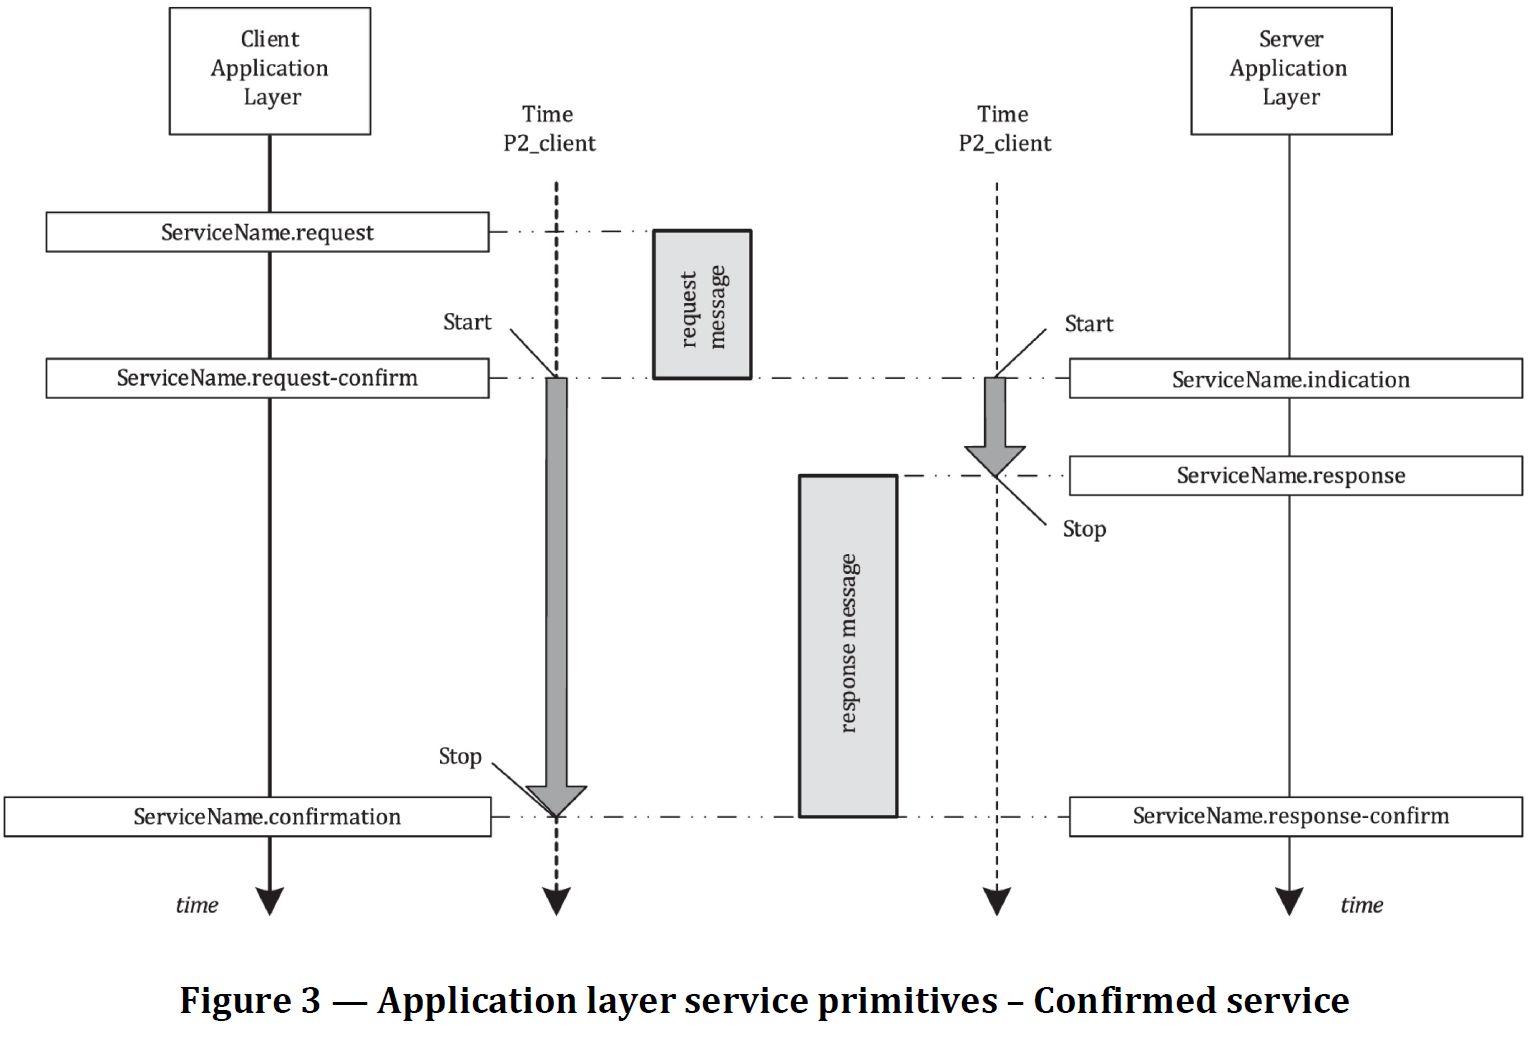 Client
Application
Layer
Server
Application
Layer
Time
P2_client
Time
P2_client
ServiceName.request
request
message
Start
Start
ServiceName.request-confirm
ServiceName.indication
ServiceName.response
Stop
response message
Stop
ServiceName.confirmation
ServiceName.response-confirm
time
time
Figure 3 — Application layer service primitives – Confirmed service